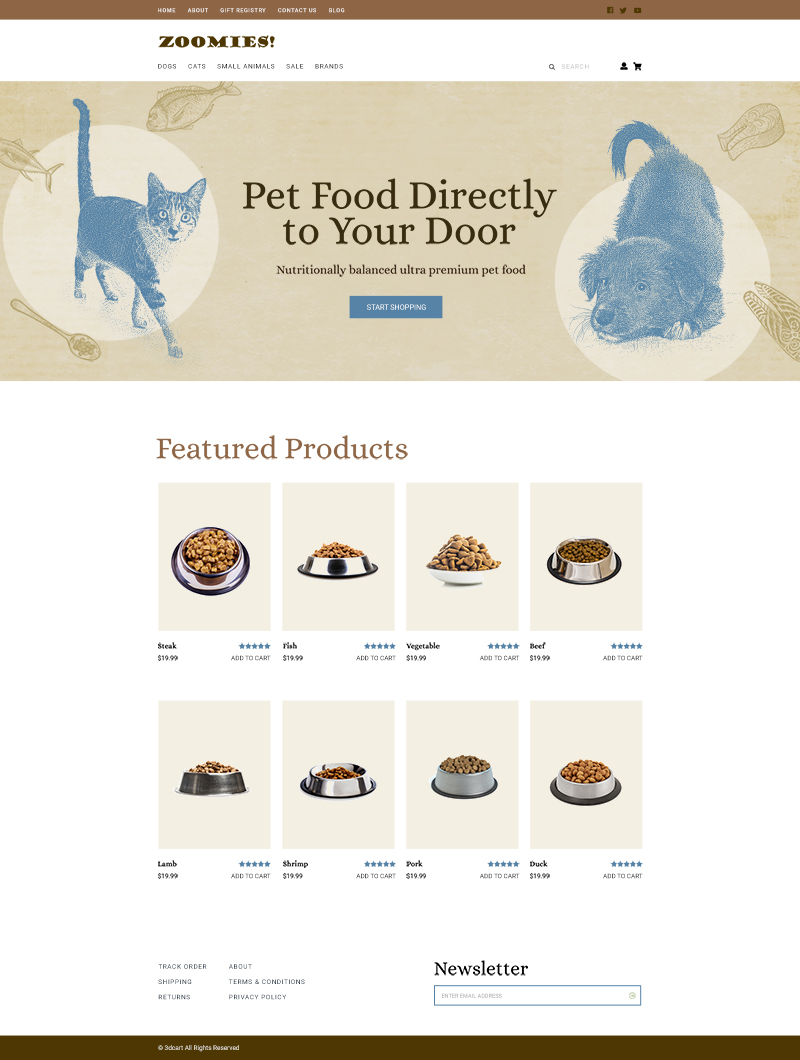 HOME ABOUT GIFT REGISTRY CONTACT US BLOG
ZOOMIES!
DOGS CATS SMALL ANIMALS SALE BRANDS SEARCH
Pet Food Directly
to Your Door
Nutritionally balanced ultra premium pet food
START SHOPPING
Featured Products
Steak Fish Vegetable Beef
$19.99 ADD TO CART $19.99 ADD TO CART $19.99 ADD TO CART $19.99 ADD TO CART
Lamb Shrimp Pork Duck
$19.99 ADD TO CART $19.99 ADD TO CART $19.99 ADD TO CART $19.99 ADD TO CART
TRACK ORDER ABOUT
SHIPPING TERMS & CONDITIONS
RETURNS PRIVACY POLICY
Newsletter
ENTER EMAIL ADDRESS
© 3dcart All Rights Reserved